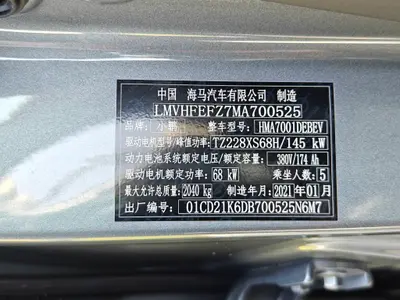 中国 海马汽车有限公司 制造
LMVHFEFZ7MA700525
品牌: 小鹏 整车型号: HMA7001DEBEV
驱动电机型号/峰值功率: TZ228XS68H/145 kW
动力电池系统额定电压/额定容量: 380V/174 Ah
驱动电机额定功率: 68 kW 乘坐人数: 5
最大允许总质量: 2040 kg 制造年月: 2021年01月
出厂编号: 01CD21K6DB700525N6M7